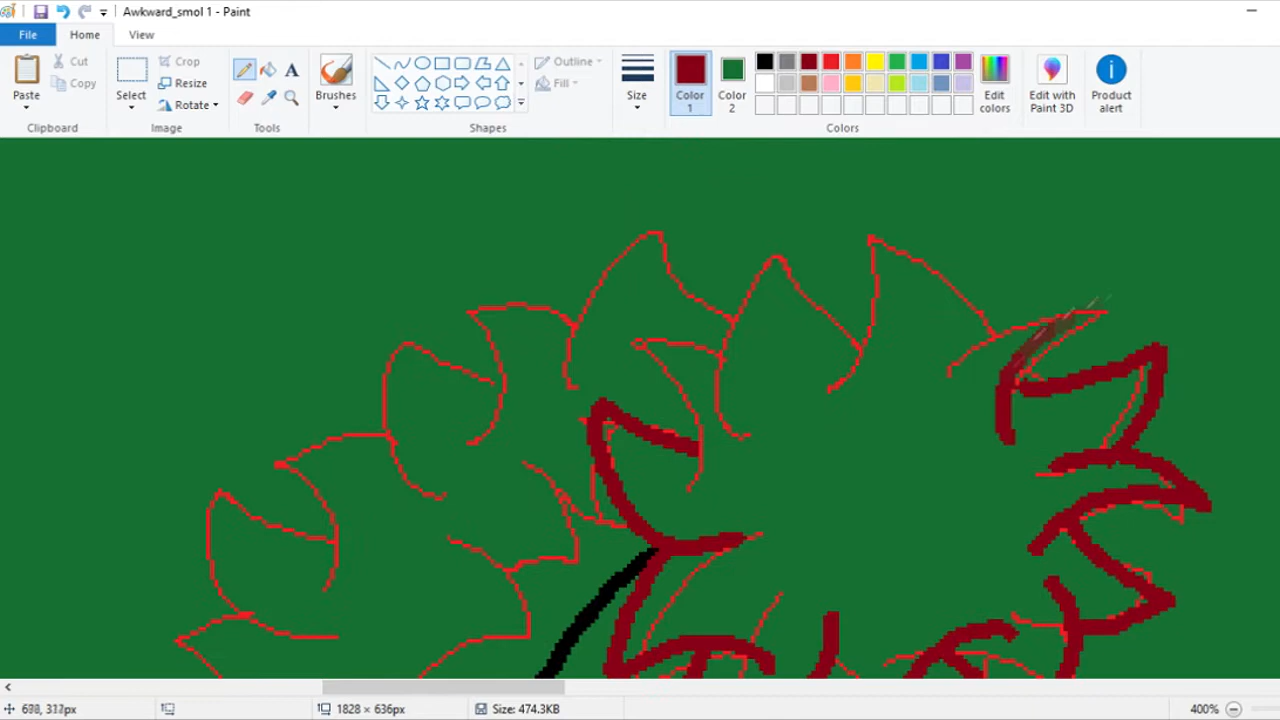 Awkward_smol 1 - Paint
File Home View
Paste Cut Copy
Clipboard
Select Crop Resize Rotate
Image
A
Tools
Brushes
Outline
Fill
Shapes
Size
Color 1
Color 2
Edit colors
Colors
Edit with Paint 3D
Product alert
1828 × 636px
Size: 474.3KB
400%